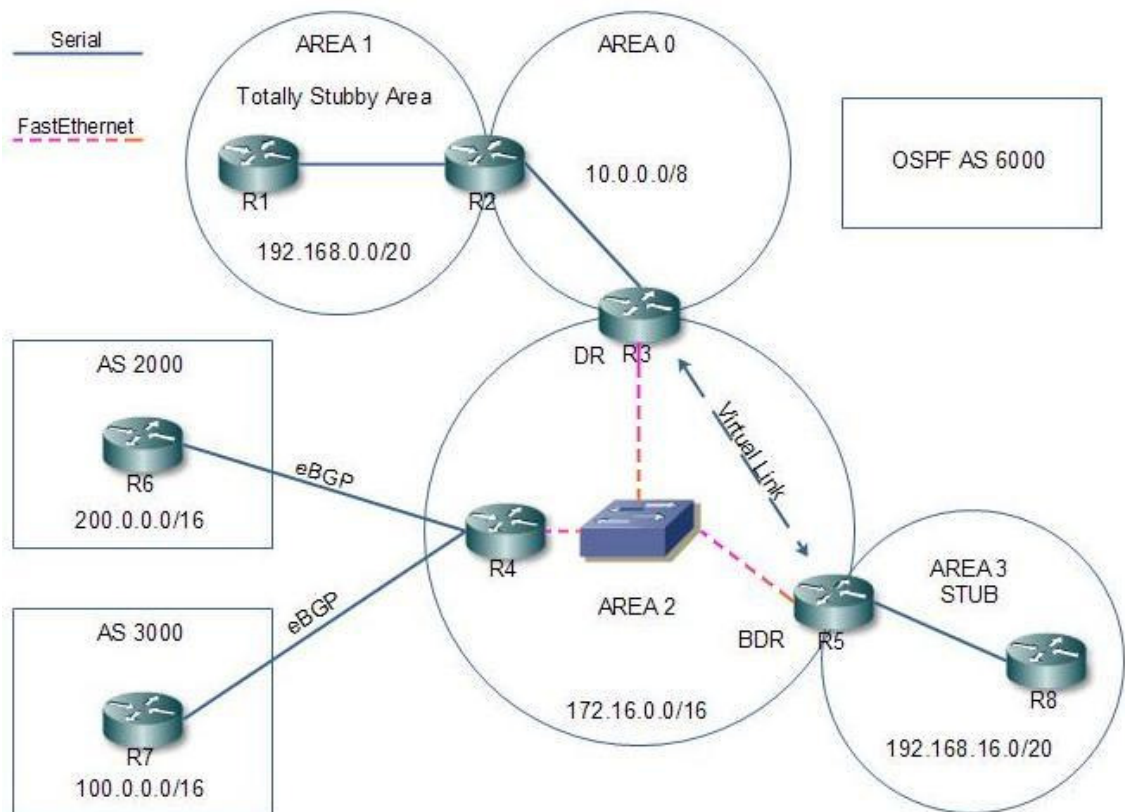 Serial
FastEthernet
AREA 1
Totally Stubby Area
R1
R2
192.168.0.0/20
AREA 0
10.0.0.0/8
OSPF AS 6000
DR
R3
AS 2000
R6
200.0.0.0/16
eBGP
AS 3000
eBGP
R7
100.0.0.0/16
R4
AREA 2
172.16.0.0/16
Virtual Link
BDR
R5
AREA 3
STUB
R8
192.168.16.0/20